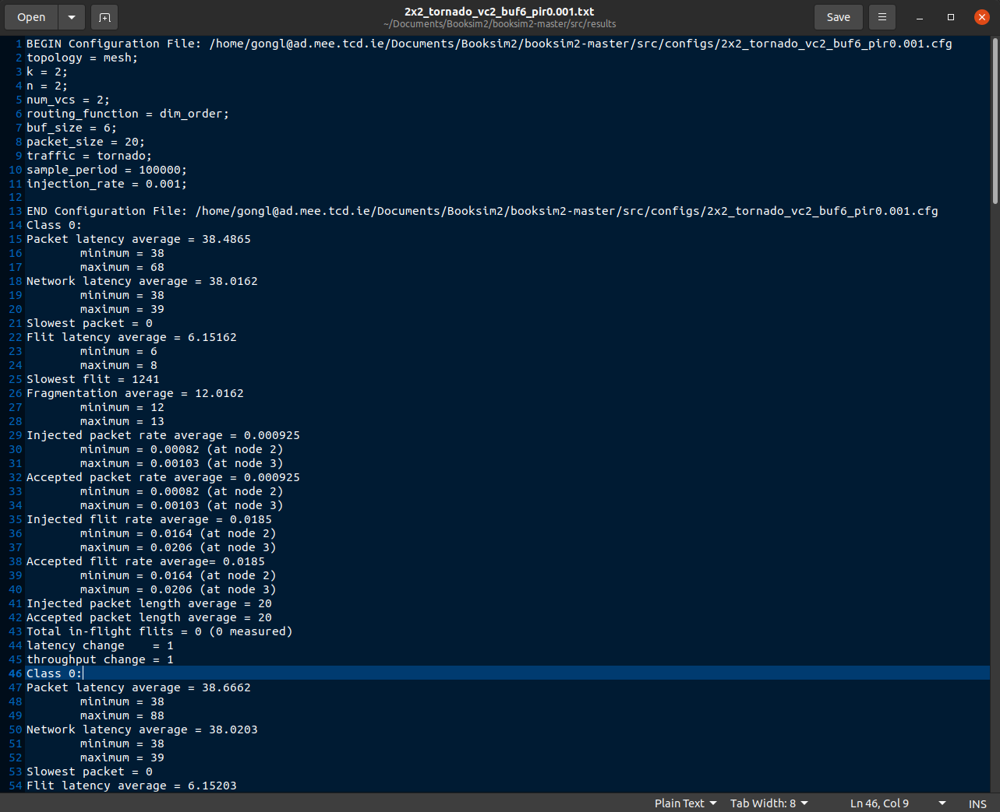 Open
2x2_tornado_vc2_buf6_pir0.001.txt
~/Documents/Booksim2/booksim2-master/src/results
Save
1 BEGIN Configuration File: /home/gongl@ad.mee.tcd.ie/Documents/Booksim2/booksim2-master/src/configs/2x2_tornado_vc2_buf6_pir0.001.cfg
2 topology = mesh;
3 k = 2;
4 n = 2;
5 num_vcs = 2;
6 routing_function = dim_order;
7 buf_size = 6;
8 packet_size = 20;
9 traffic = tornado;
10 sample_period = 100000;
11 injection_rate = 0.001;
12
13 END Configuration File: /home/gongl@ad.mee.tcd.ie/Documents/Booksim2/booksim2-master/src/configs/2x2_tornado_vc2_buf6_pir0.001.cfg
14 Class 0:
15 Packet latency average = 38.4865
16 minimum = 38
17 maximum = 68
18 Network latency average = 38.0162
19 minimum = 38
20 maximum = 39
21 Slowest packet = 0
22 Flit latency average = 6.15162
23 minimum = 6
24 maximum = 8
25 Slowest flit = 1241
26 Fragmentation average = 12.0162
27 minimum = 12
28 maximum = 13
29 Injected packet rate average = 0.000925
30 minimum = 0.00082 (at node 2)
31 maximum = 0.00103 (at node 3)
32 Accepted packet rate average = 0.000925
33 minimum = 0.00082 (at node 2)
34 maximum = 0.00103 (at node 3)
35 Injected flit rate average = 0.0185
36 minimum = 0.0164 (at node 2)
37 maximum = 0.0206 (at node 3)
38 Accepted flit rate average= 0.0185
39 minimum = 0.0164 (at node 2)
40 maximum = 0.0206 (at node 3)
41 Injected packet length average = 20
42 Accepted packet length average = 20
43 Total in-flight flits = 0 (0 measured)
44 latency change    = 1
45 throughput change = 1
46 Class 0:
47 Packet latency average = 38.6662
48 minimum = 38
49 maximum = 88
50 Network latency average = 38.0203
51 minimum = 38
52 maximum = 39
53 Slowest packet = 0
54 Flit latency average = 6.15203
Plain Text Tab Width: 8 Ln 46, Col 9 INS